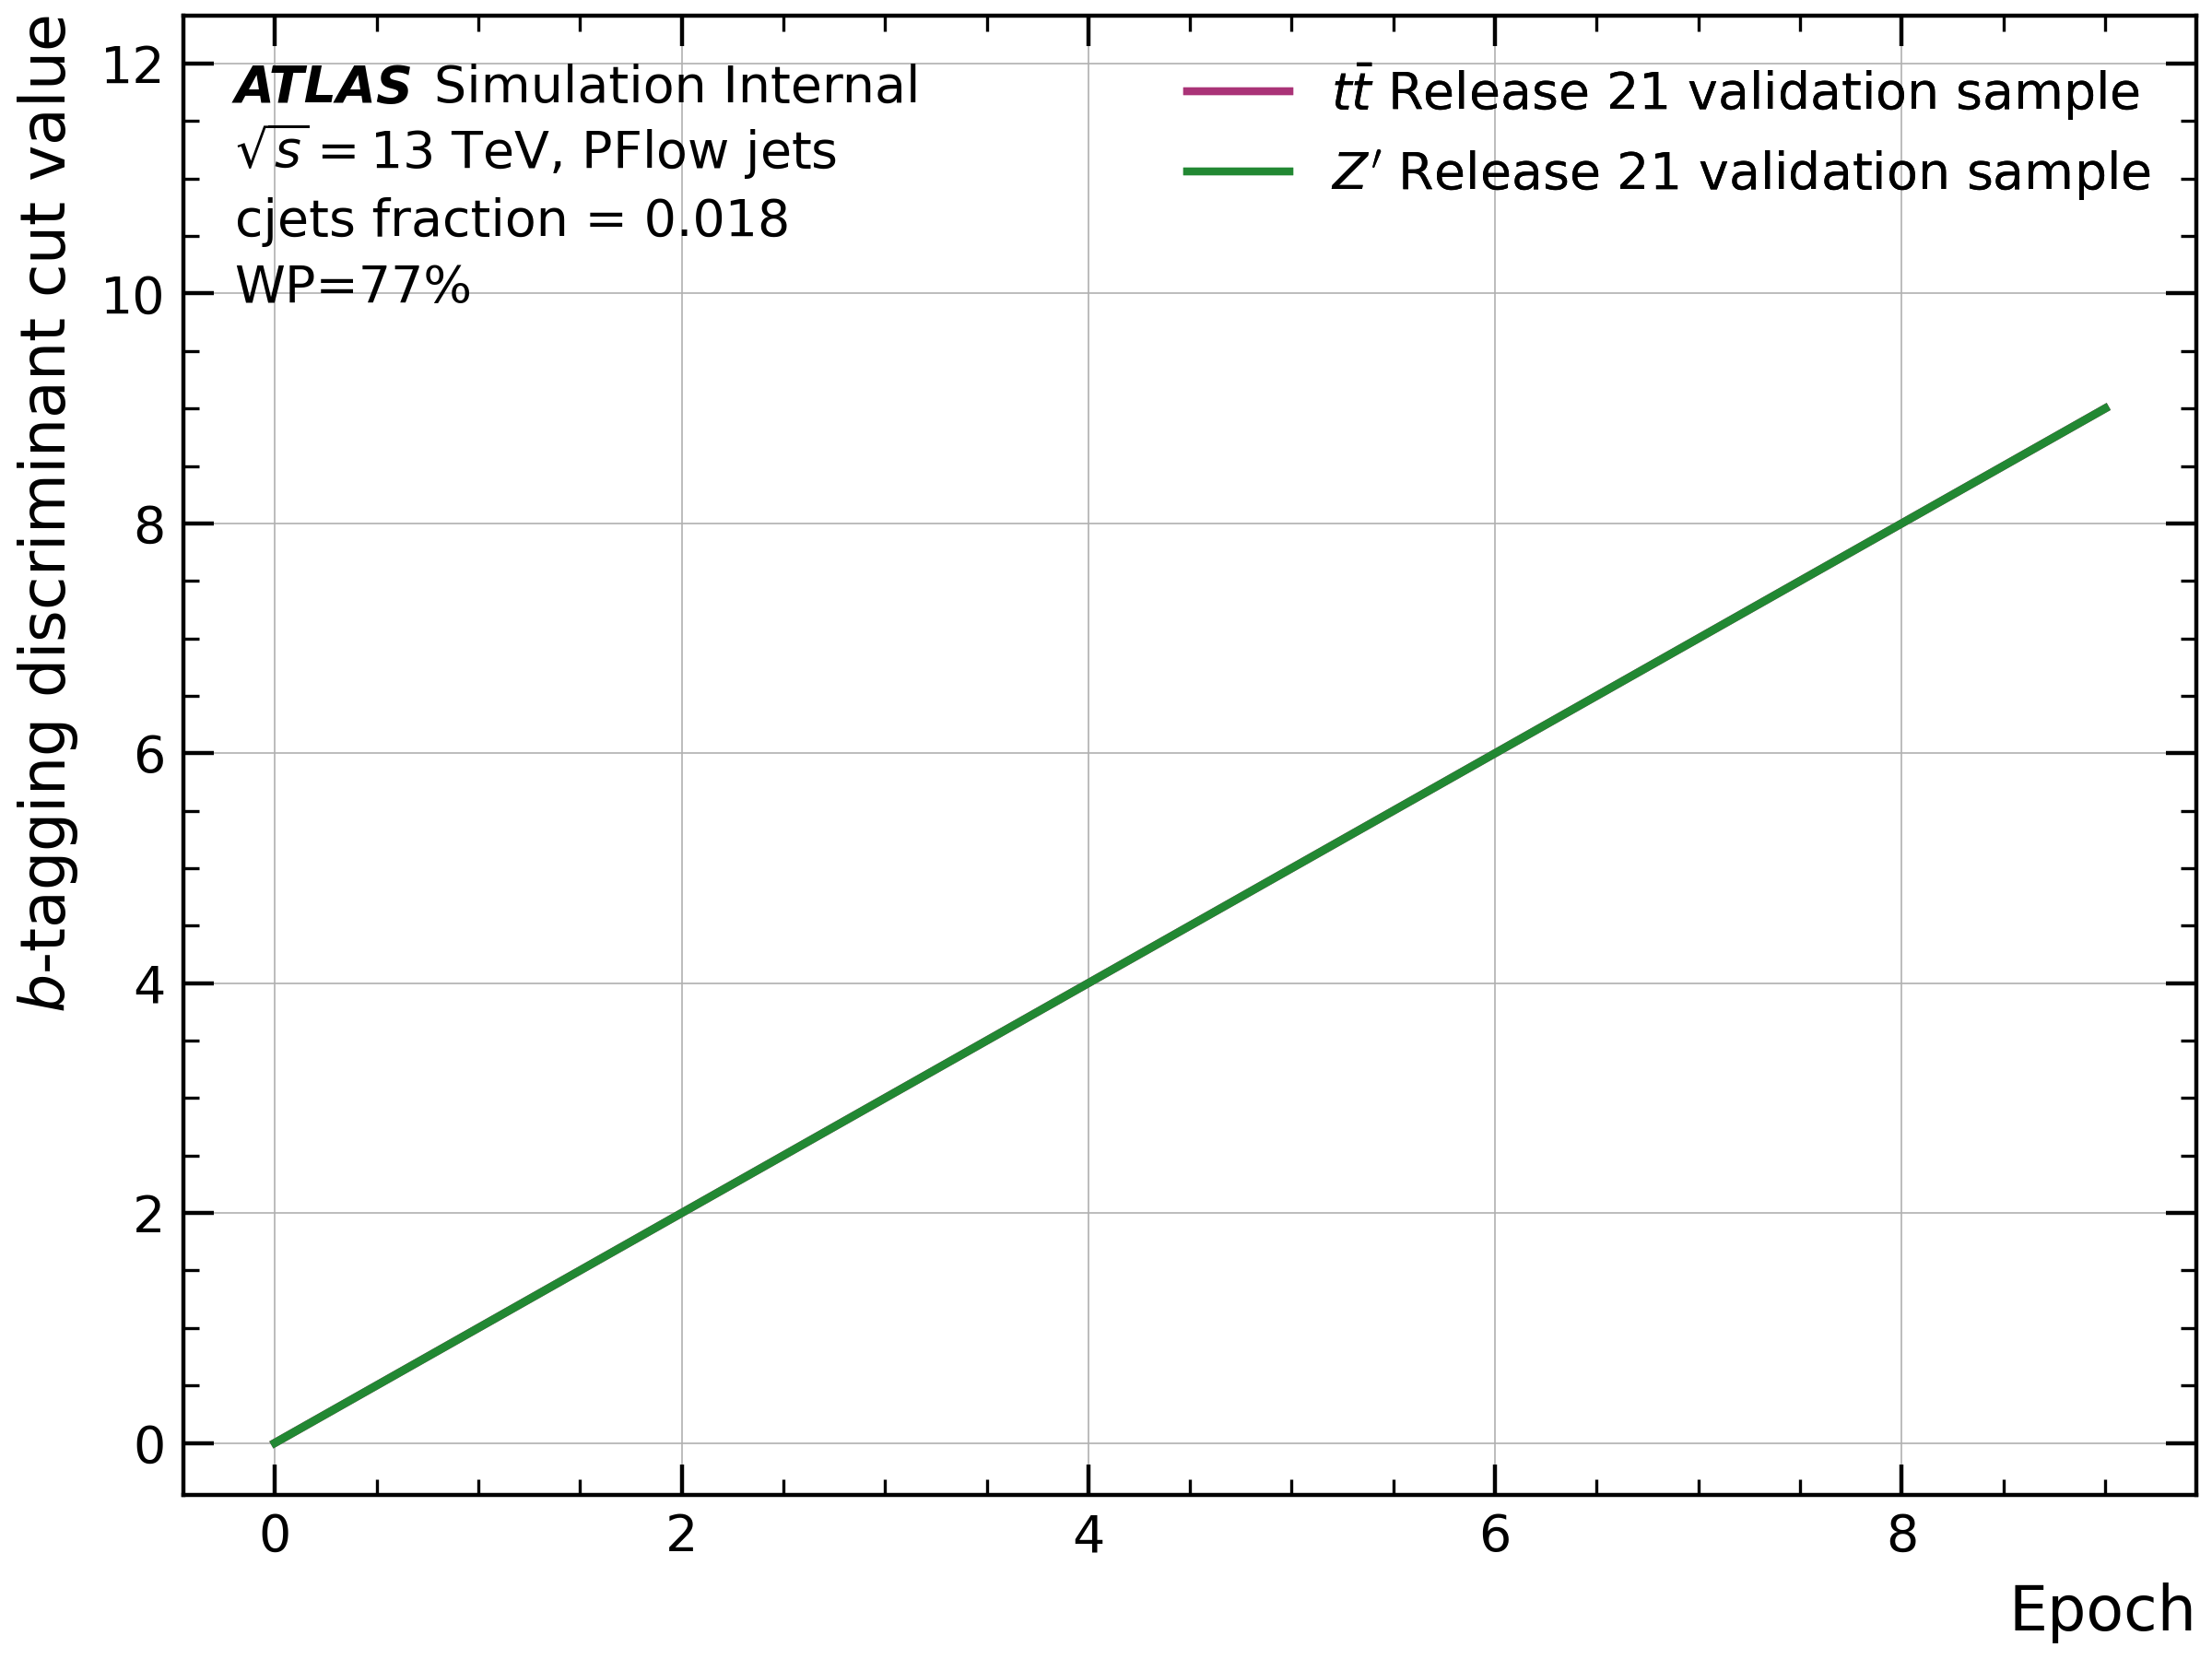 b-tagging discriminant cut value
12
10
8
6
4
2
0
ATLAS Simulation Internal
√s = 13 TeV, PFlow jets
cjets fraction = 0.018
WP=77%
tt̄ Release 21 validation sample
Z′ Release 21 validation sample
0 2 4 6 8
Epoch